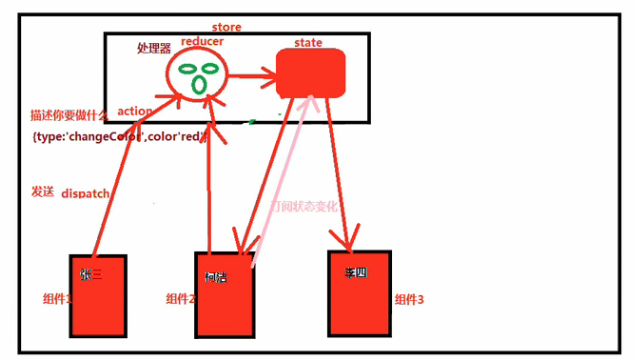 store
处理器
reducer
state
描述你要做什么
action
{type:'changeColor',color'red'}
发送
dispatch
订阅状态变化
张三
李四
组件1
组件2
组件3